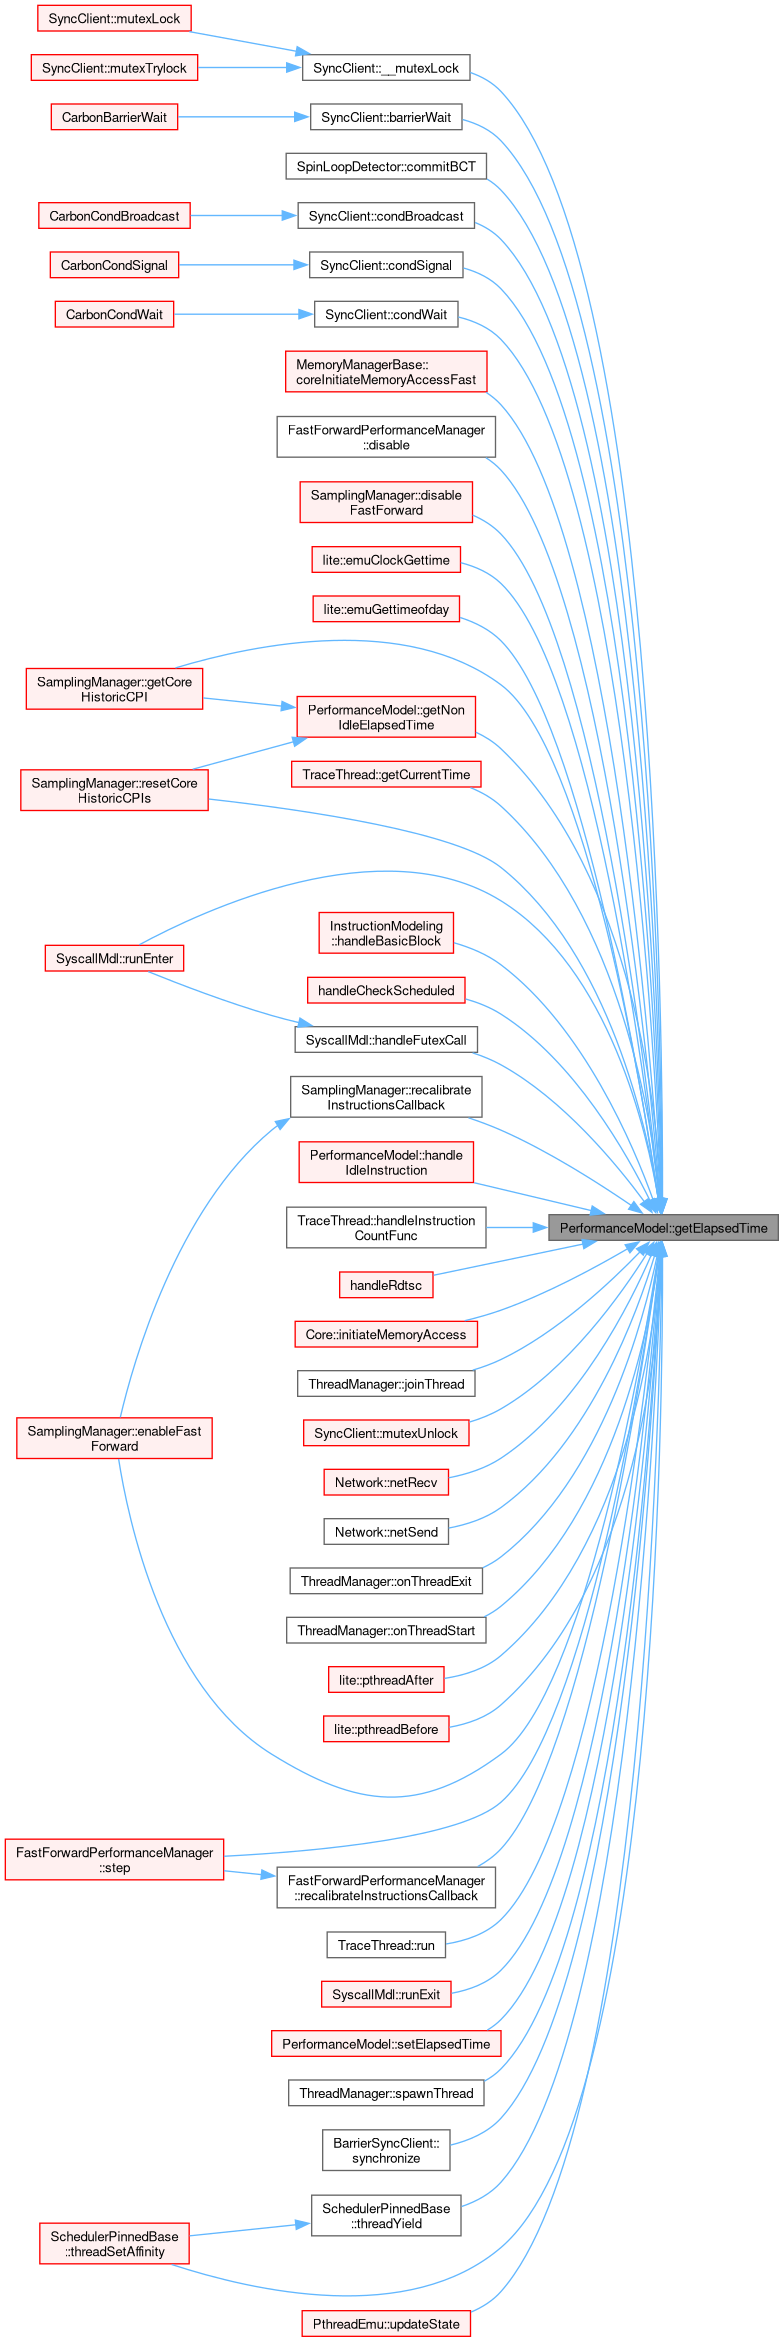 SyncClient::mutexLock
SyncClient::__mutexLock
SyncClient::mutexTrylock
CarbonBarrierWait
SyncClient::barrierWait
SpinLoopDetector::commitBCT
CarbonCondBroadcast
SyncClient::condBroadcast
CarbonCondSignal
SyncClient::condSignal
CarbonCondWait
SyncClient::condWait
MemoryManagerBase::
coreInitiateMemoryAccessFast
FastForwardPerformanceManager
::disable
SamplingManager::disable
FastForward
lite::emuClockGettime
lite::emuGettimeofday
SamplingManager::getCore
HistoricCPI
PerformanceModel::getNon
IdleElapsedTime
TraceThread::getCurrentTime
SamplingManager::resetCore
HistoricCPIs
InstructionModeling
::handleBasicBlock
SyscallMdl::runEnter
handleCheckScheduled
SyscallMdl::handleFutexCall
SamplingManager::recalibrate
InstructionsCallback
PerformanceModel::handle
IdleInstruction
TraceThread::handleInstruction
CountFunc
PerformanceModel::getElapsedTime
handleRdtsc
Core::initiateMemoryAccess
ThreadManager::joinThread
SamplingManager::enableFast
Forward
SyncClient::mutexUnlock
Network::netRecv
Network::netSend
ThreadManager::onThreadExit
ThreadManager::onThreadStart
lite::pthreadAfter
lite::pthreadBefore
FastForwardPerformanceManager
::step
FastForwardPerformanceManager
::recalibrateInstructionsCallback
TraceThread::run
SyscallMdl::runExit
PerformanceModel::setElapsedTime
ThreadManager::spawnThread
BarrierSyncClient::
synchronize
SchedulerPinnedBase
::threadYield
SchedulerPinnedBase
::threadSetAffinity
PthreadEmu::updateState